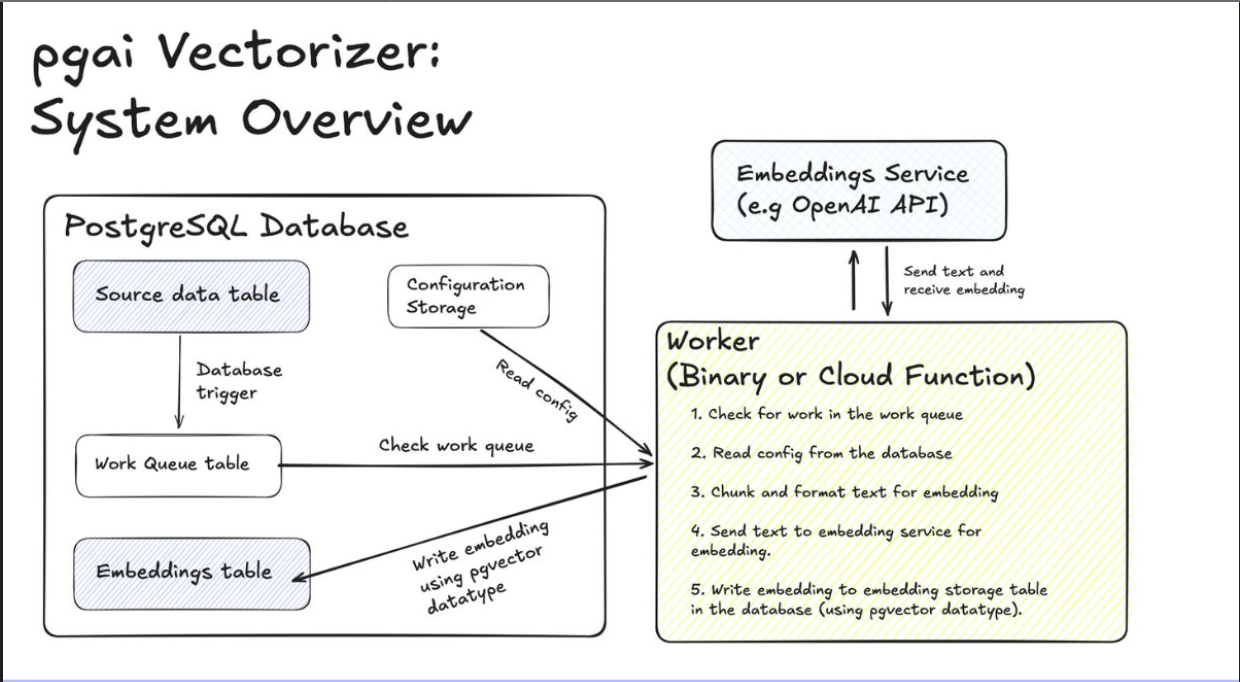 pgai Vectorizer:
System Overview
PostgreSQL Database
Source data table
Configuration
Storage
Database
trigger
Read config
Work Queue table
Check work queue
Embeddings table
Write embedding
using pgvector
datatype
Embeddings Service
(e.g OpenAI API)
Send text and
receive embedding
Worker
(Binary or Cloud Function)
1. Check for work in the work queue
2. Read config from the database
3. Chunk and format text for embedding
4. Send text to embedding service for
embedding.
5. Write embedding to embedding storage table
in the database (using pgvector datatype).